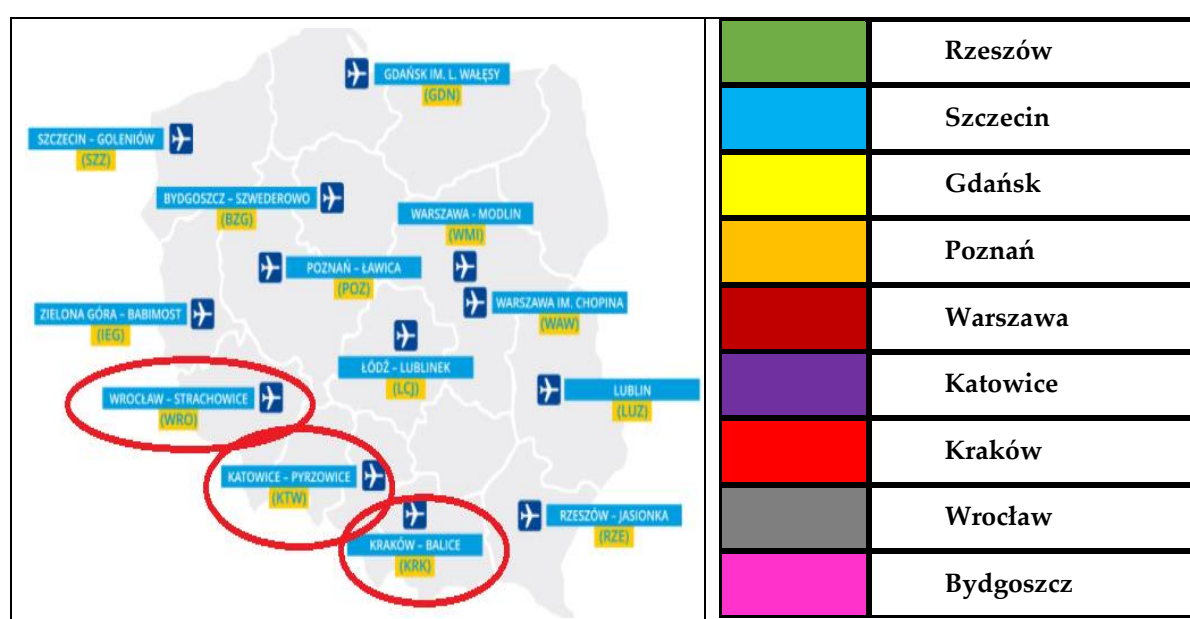 GDAŃSK IM. L. WAŁĘSY
(GDN)
SZCZECIN – GOLENIÓW
(SZZ)
BYDGOSZCZ – SZWEDEROWO
(BZG)
WARSZAWA - MODLIN
(WMI)
POZNAŃ – ŁAWICA
(POZ)
WARSZAWA IM. CHOPINA
(WAW)
ZIELONA GÓRA – BABIMOST
(IEG)
ŁÓDŹ – LUBLINEK
(LCJ)
WROCŁAW – STRACHOWICE
(WRO)
LUBLIN
(LUZ)
KATOWICE – PYRZOWICE
(KTW)
RZESZÓW – JASIONKA
(RZE)
KRAKÓW – BALICE
(KRK)
Rzeszów
Szczecin
Gdańsk
Poznań
Warszawa
Katowice
Kraków
Wrocław
Bydgoszcz